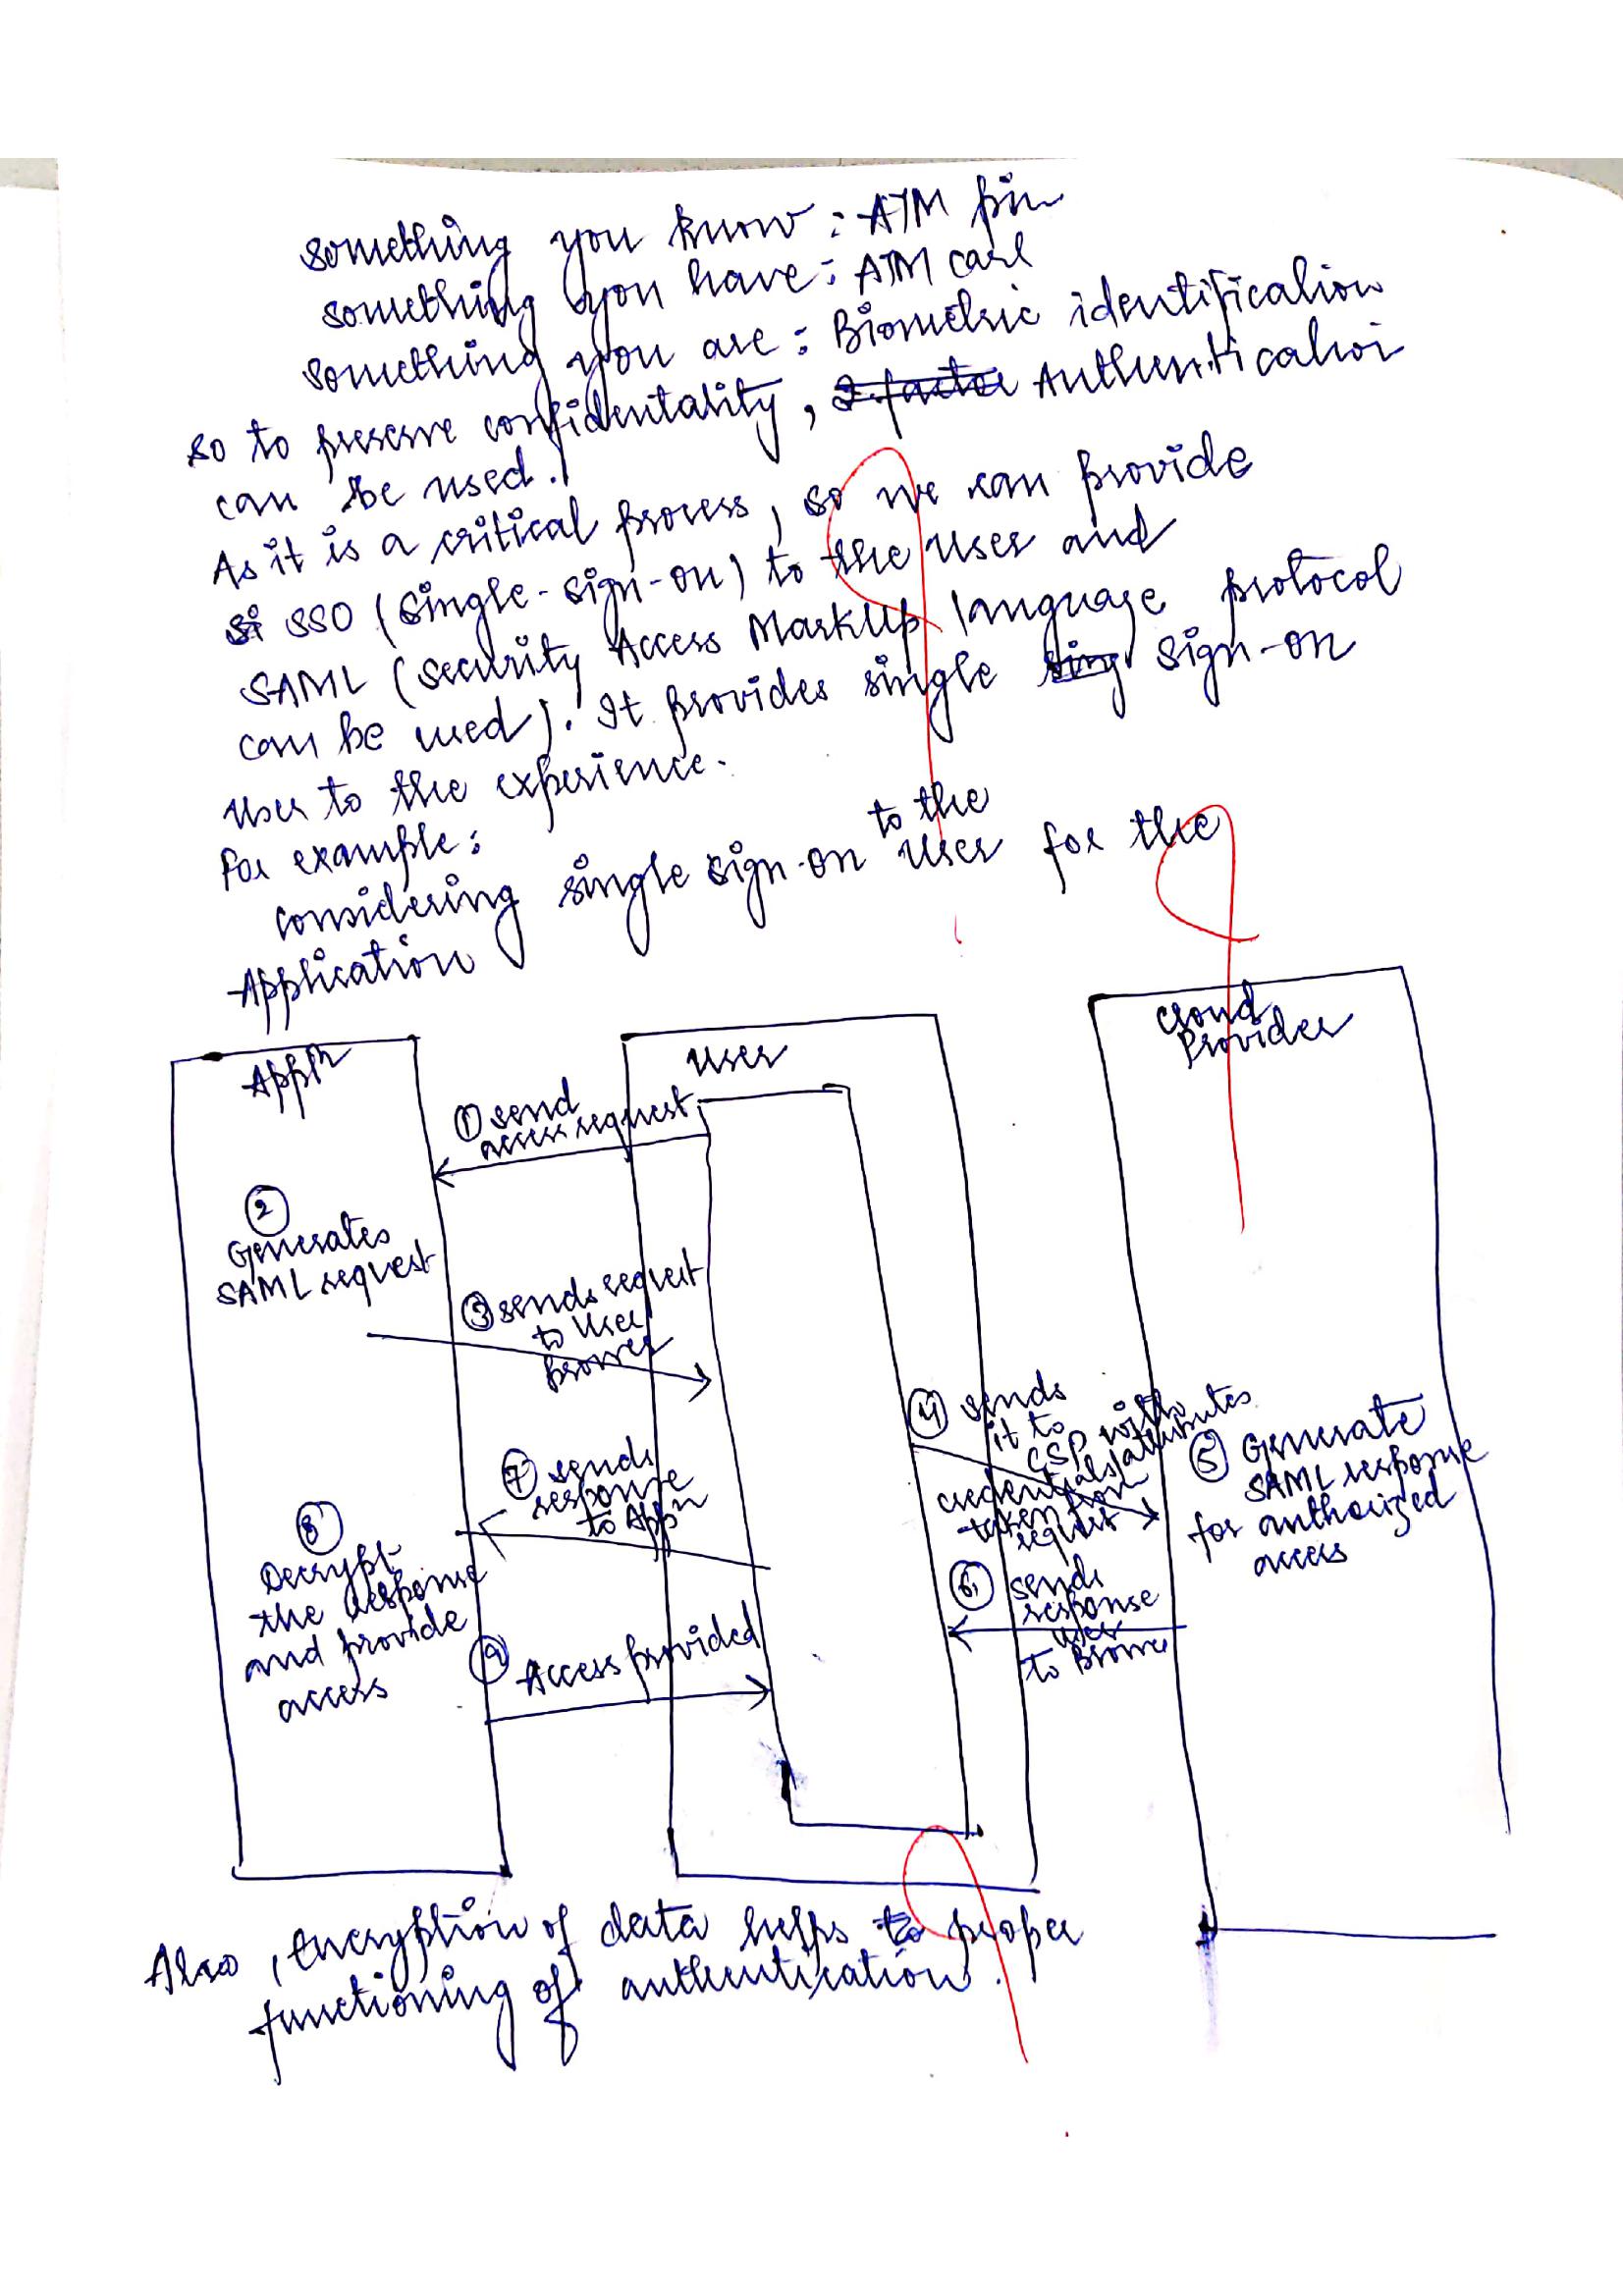 something you know : ATM pin
something you have : ATM card
something you are : Biometric identification
so to preserve confidentality, 2 factor Authentication
can be used.
As it is a critical process, so we can provide
si SSO (single-sign-on) to the user and
SAML (Security Access MarkUp language protocol
can be used). It provides single sing sign-on
user to the experience.
for example :
to the
considering single sign-on user for the
Application
Appln
User
Cloud
Provider
① send
access request
②
Generates
SAML request
③ sends request
to User
browser
④ sends
it to
CSP with
credentials/attributes
taken from
request
⑤ Generate
SAML response
for authorized
access
⑥ sends
response
user
to Browser
⑦ sends
response
to Appn
⑧
Decrypt
the response
and provide
access
⑨ Access provided
Also, Encryption of data helps to proper
functioning of authentication.